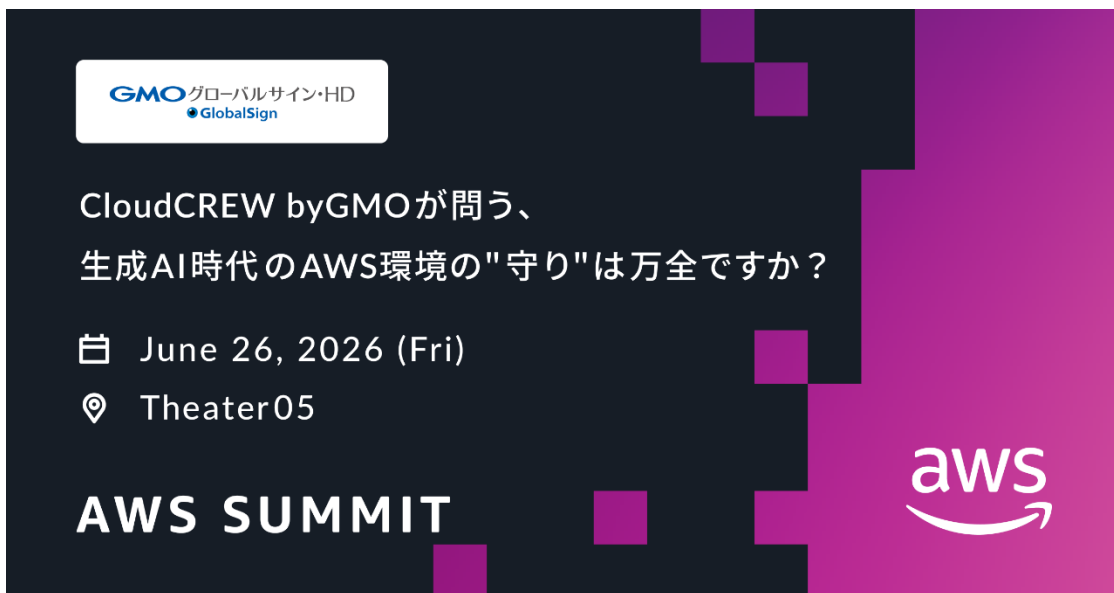 GMOグローバルサイン･HD
GlobalSign
CloudCREW byGMOが問う、
生成AI時代のAWS環境の"守り"は万全ですか？
June 26, 2026 (Fri)
Theater05
AWS SUMMIT
aws